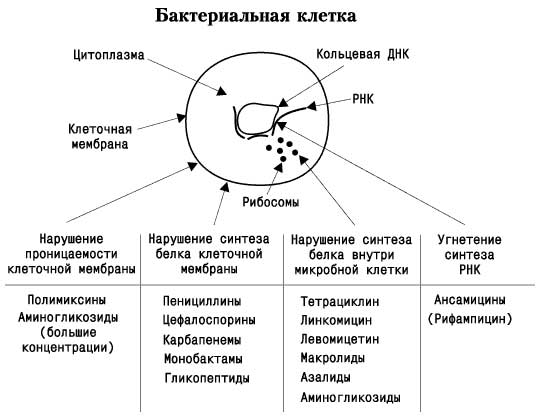 Бактериальная клетка
Цитоплазма
Кольцевая ДНК
РНК
Клеточная
мембрана
Рибосомы
Нарушение
проницаемости
клеточной мембраны
Нарушение синтеза
белка клеточной
мембраны
Нарушение синтеза
белка внутри
микробной клетки
Угнетение
синтеза
РНК
Полимиксины
Аминогликозиды
(большие
концентрации)
Пенициллины
Цефалоспорины
Карбапенемы
Монобактамы
Гликопептиды
Тетрациклин
Линкомицин
Левомицетин
Макролиды
Азалиды
Аминогликозиды
Ансамицины
(Рифампицин)